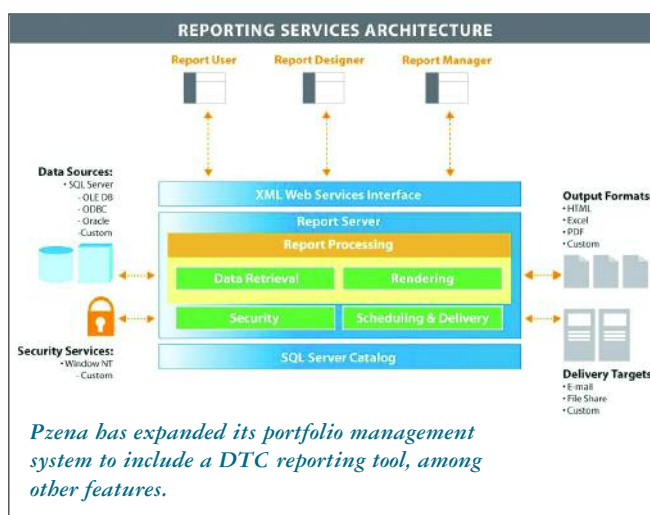 REPORTING SERVICES ARCHITECTURE
Report User
Report Designer
Report Manager
Data Sources:
• SQL Server
- OLE DB
- ODBC
- Oracle
-Custom
XML Web Services Interface
Report Server
Report Processing
Data Retrieval
Rendering
Security
Scheduling & Delivery
SQL Server Catalog
Security Services:
• Window NT
- Custom
Output Formats:
• HTML
• Excel
• PDF
• Custom
Delivery Targets:
• E-mail
• File Share
• Custom
Pzena has expanded its portfolio management
system to include a DTC reporting tool, among
other features.